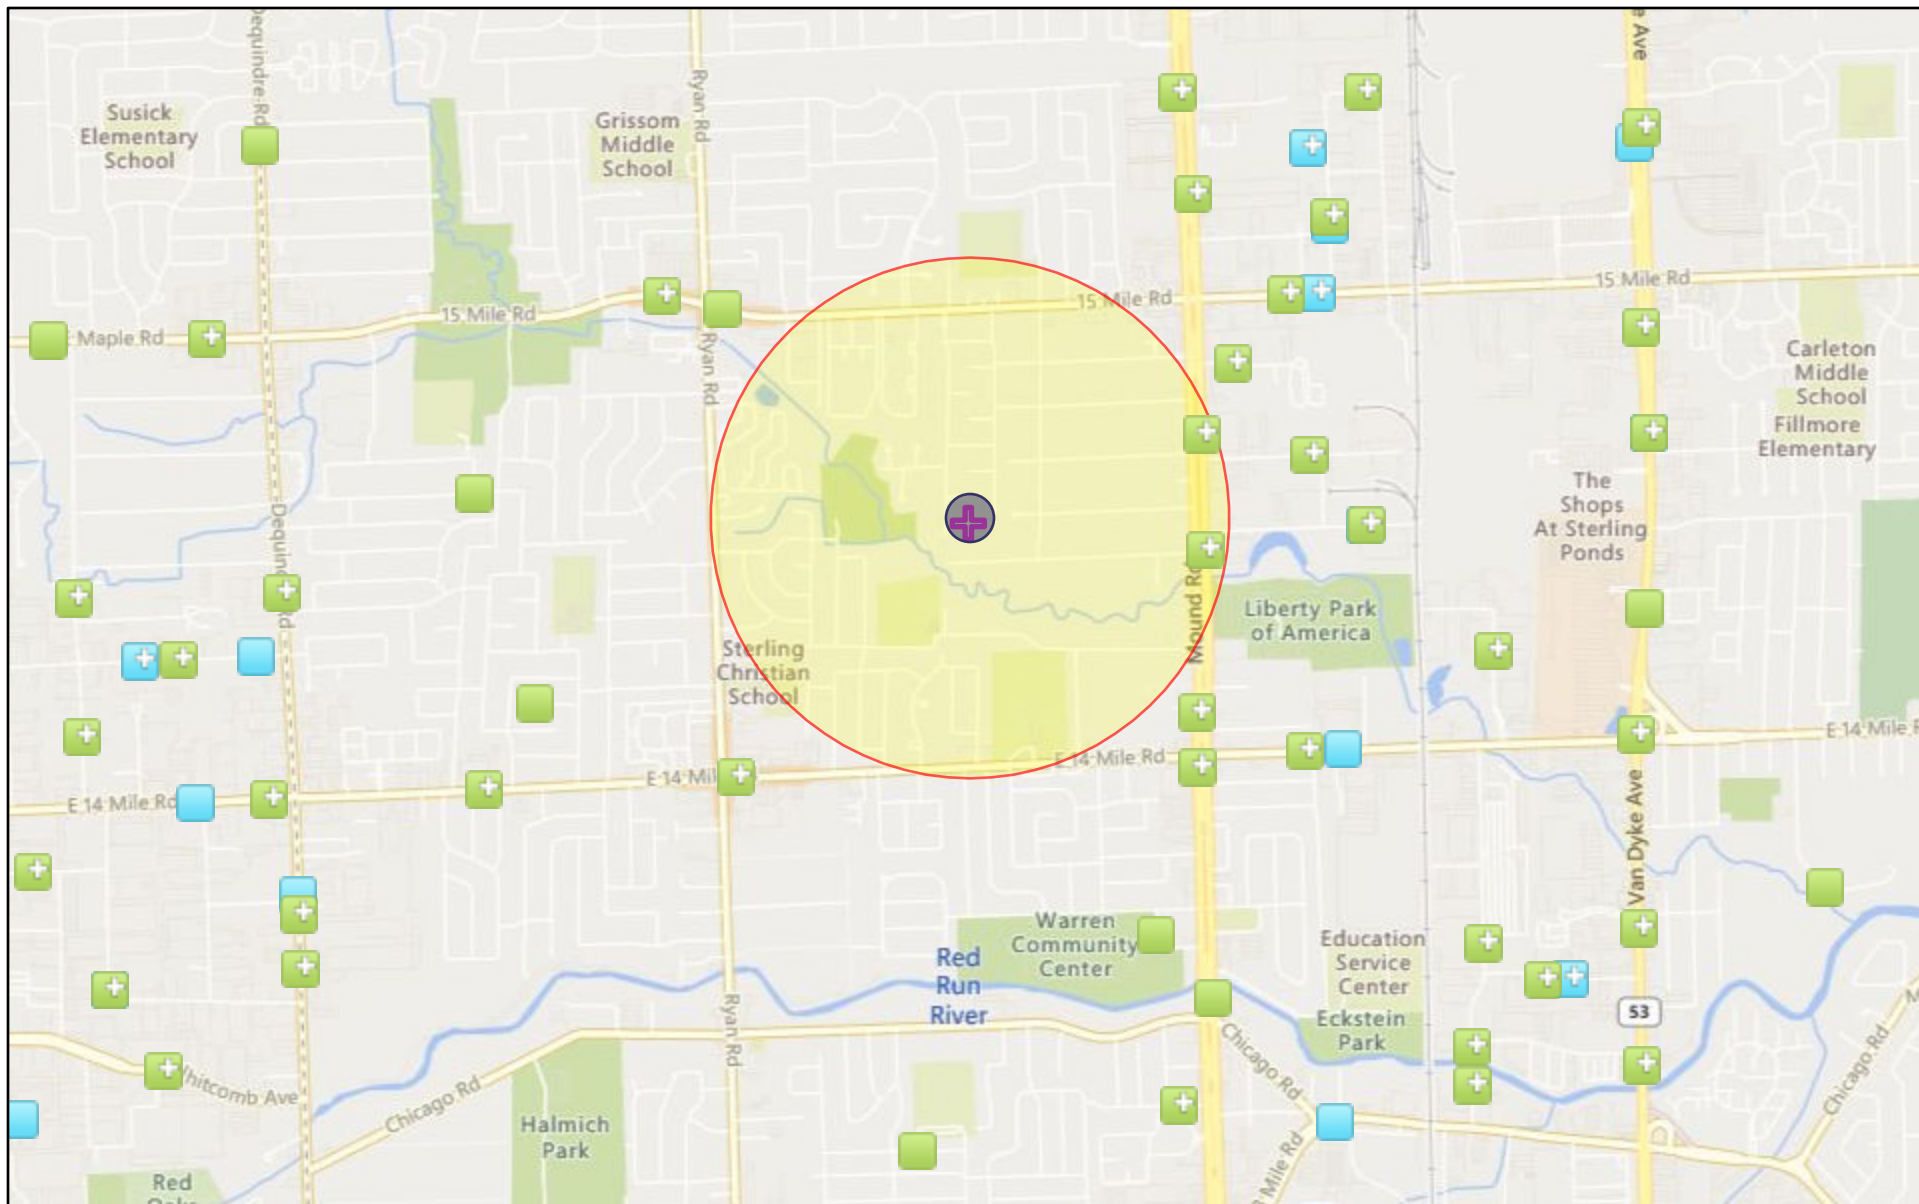 Dequindre Rd
Ryan Rd
e Ave
Susick
Elementary
School
Grissom
Middle
School
15 Mile Rd
15 Mile Rd
15 Mile Rd
Maple Rd
Ryan Rd
Carleton
Middle
School
Fillmore
Elementary
The
Shops
At Sterling
Ponds
Dequin
Rd
Mound Rd
Liberty Park
of America
Sterling
Christian
School
E 14 Mile R
E 14 Mile Rd
E 14 Mil
E 14 Mile Rd
Van Dyke Ave
Warren
Community
Center
Education
Service
Center
Red
Run
River
Ryan Rd
53
Eckstein
Park
Chicago Rd
Chicago Rd
hitcomb Ave
Chicago Rd
Halmich
Park
Mile Rd
Red